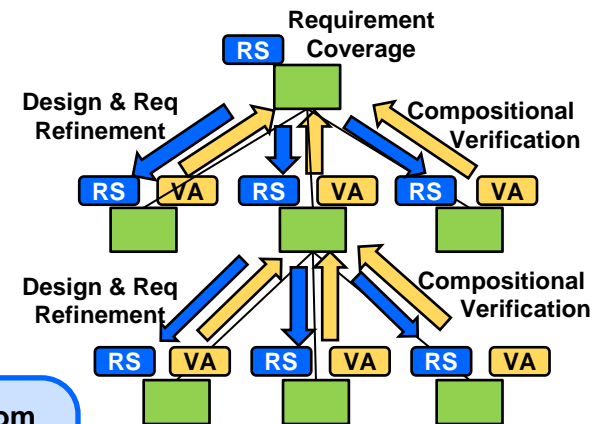 Requirement
Coverage
RS
Design & Req
Refinement
Compositional
Verification
RS VA RS VA RS VA
Design & Req
Refinement
Compositional
Verification
RS VA RS VA RS VA